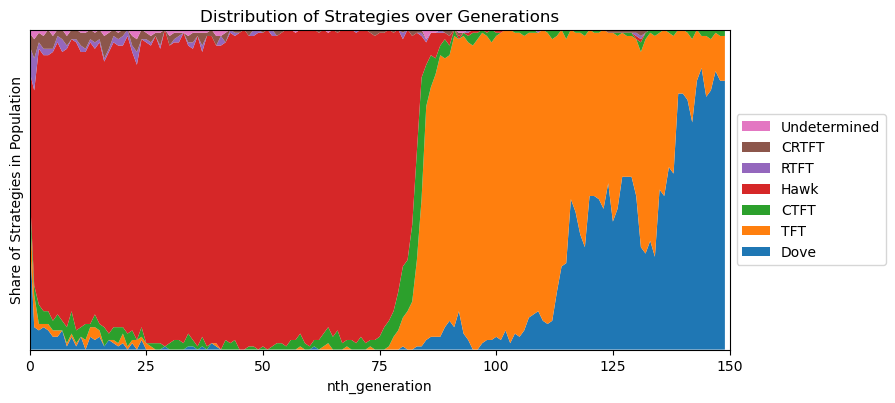 Distribution of Strategies over Generations
Share of Strategies in Population
0 25 50 75 100 125 150
nth_generation
Undetermined
CRTFT
RTFT
Hawk
CTFT
TFT
Dove